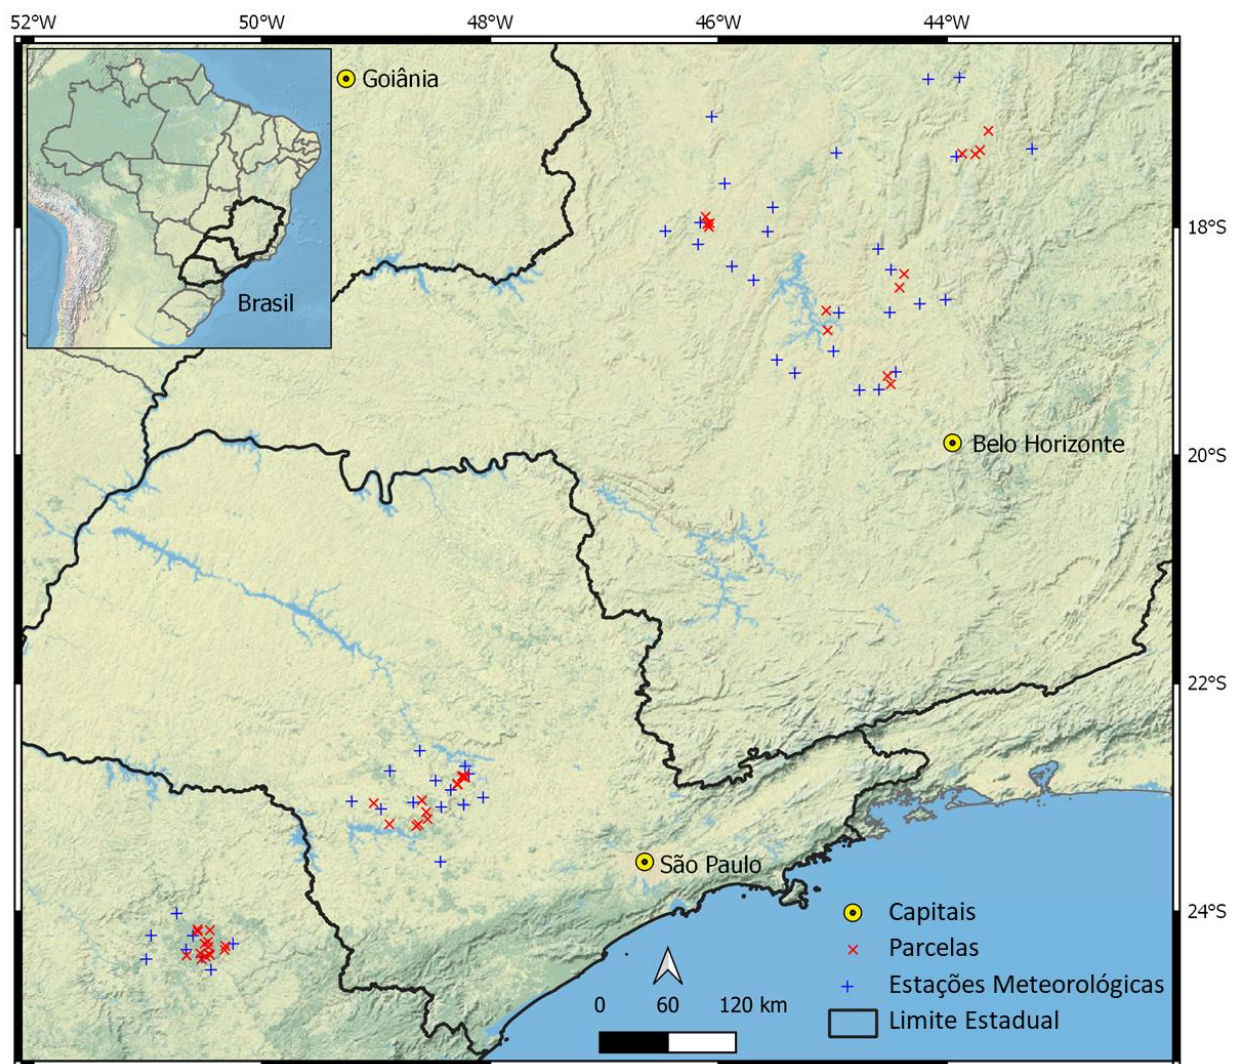 52°W 50°W 48°W 46°W 44°W
Goiânia
18°S
Brasil
Belo Horizonte
20°S
22°S
São Paulo
24°S
Capitais
Parcelas
Estações Meteorológicas
Limite Estadual
0 60 120 km